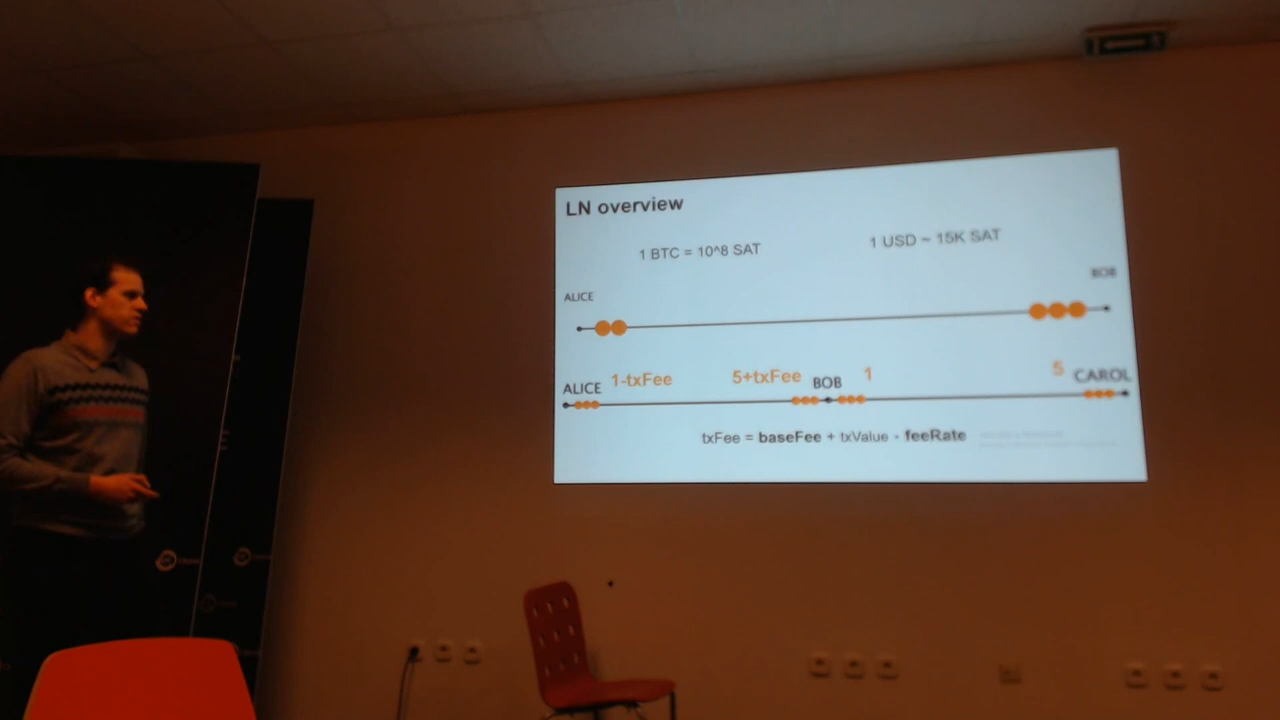 LN overview
1 BTC = 10^8 SAT
1 USD ~ 15K SAT
ALICE
BOB
ALICE 1-txFee 5+txFee BOB 1 5 CAROL
txFee = baseFee + txValue * feeRate